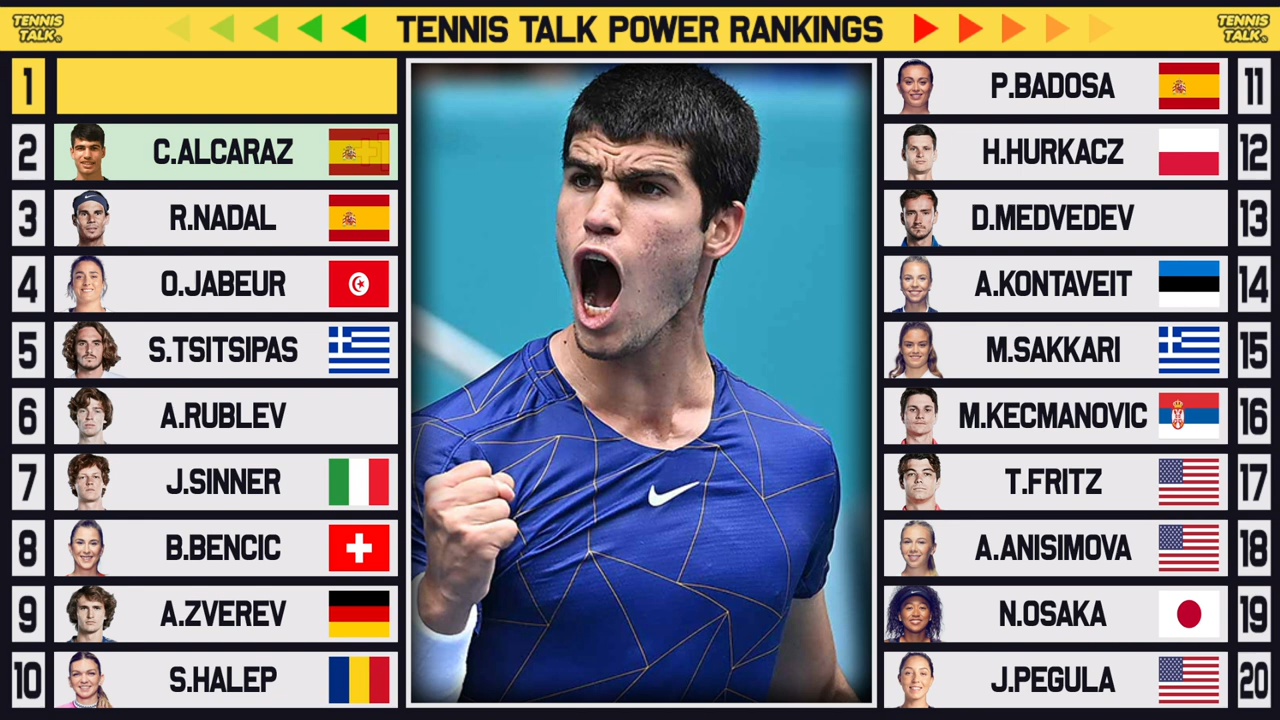 TENNIS TALK
TENNIS TALK POWER RANKINGS
TENNIS TALK
1
2 C.ALCARAZ
3 R.NADAL
4 O.JABEUR
5 S.TSITSIPAS
6 A.RUBLEV
7 J.SINNER
8 B.BENCIC
9 A.ZVEREV
10 S.HALEP
P.BADOSA 11
H.HURKACZ 12
D.MEDVEDEV 13
A.KONTAVEIT 14
M.SAKKARI 15
M.KECMANOVIC 16
T.FRITZ 17
A.ANISIMOVA 18
N.OSAKA 19
J.PEGULA 20